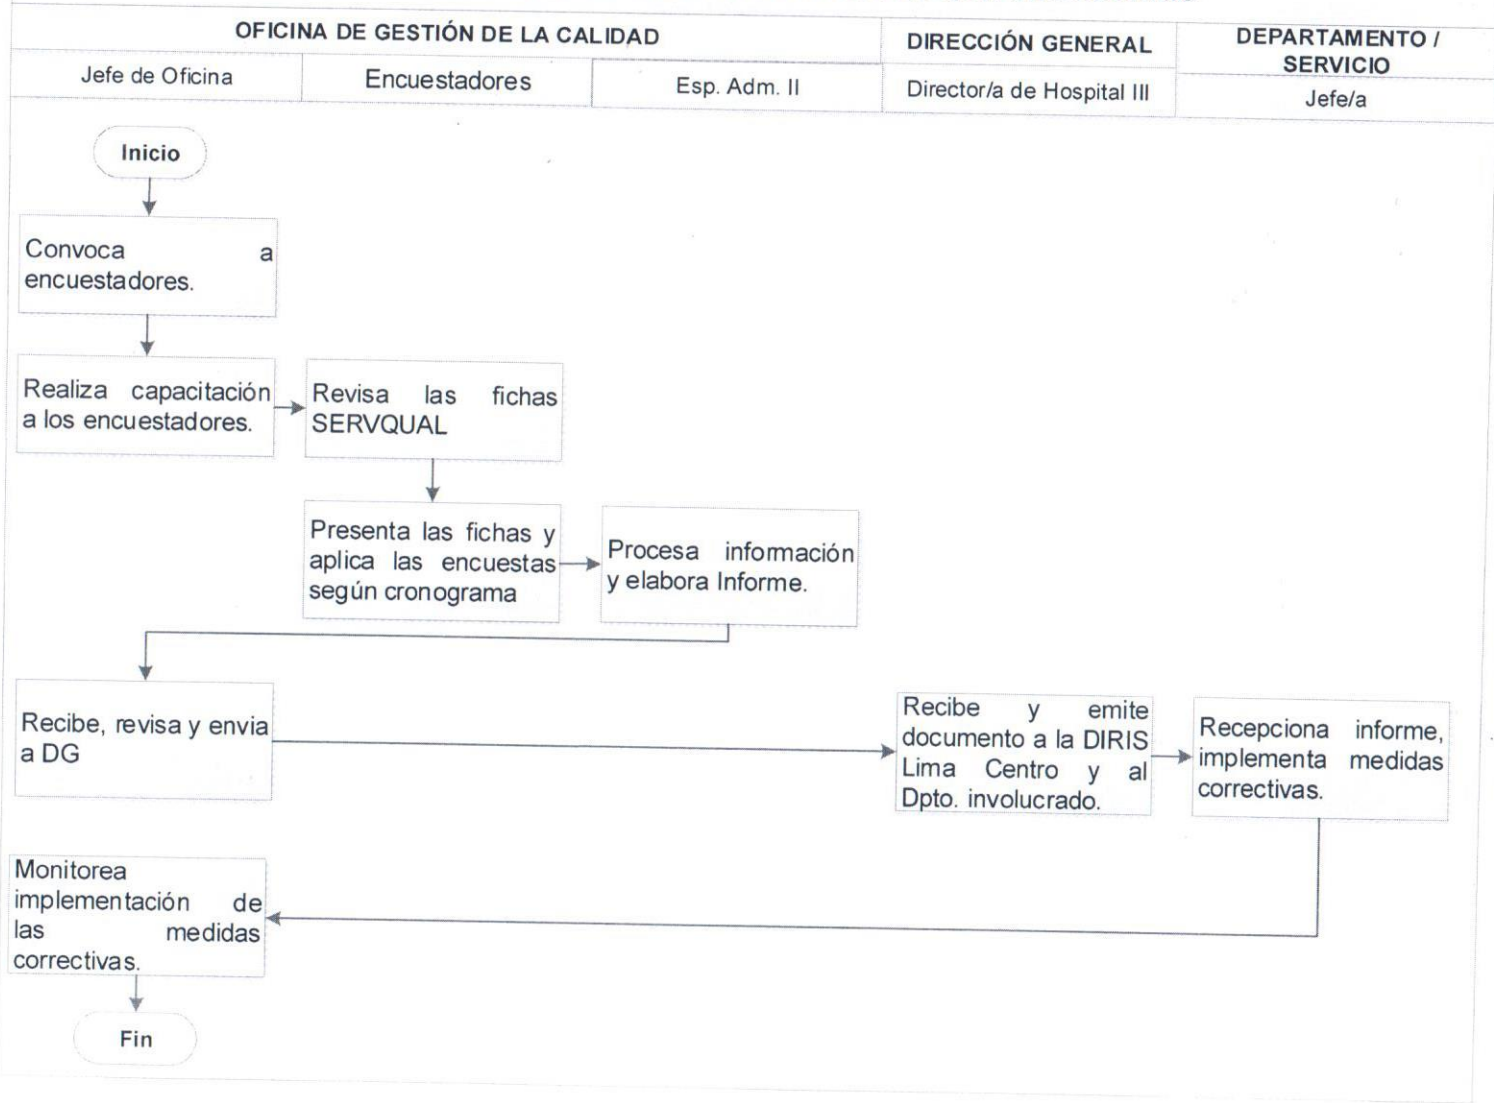 OFICINA DE GESTIÓN DE LA CALIDAD
DIRECCIÓN GENERAL
DEPARTAMENTO /
SERVICIO
Jefe de Oficina
Encuestadores
Esp. Adm. II
Director/a de Hospital III
Jefe/a
Inicio
Convoca a
encuestadores.
Realiza capacitación
a los encuestadores.
Revisa las fichas
SERVQUAL
Presenta las fichas y
aplica las encuestas
según cronograma
Procesa información
y elabora Informe.
Recibe, revisa y envia
a DG
Recibe y emite
documento a la DIRIS
Lima Centro y al
Dpto. involucrado.
Recepciona informe,
implementa medidas
correctivas.
Monitorea
implementación de
las medidas
correctivas.
Fin